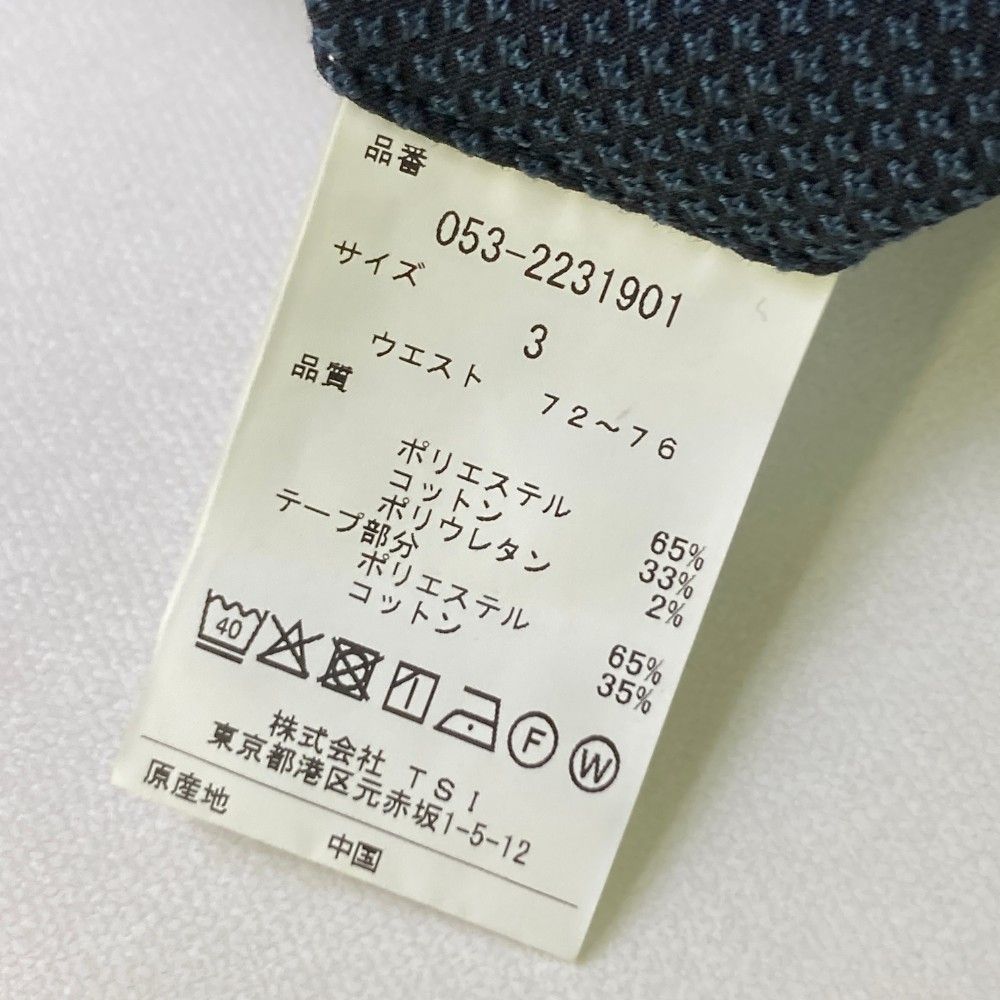 品番
053-2231901
サイズ
3
ウエスト 72～76
品質
ポリエステル 65%
コットン 33%
ポリウレタン 2%
テープ部分
ポリエステル 65%
コットン 35%
40
F W
株式会社 TSI
東京都港区元赤坂1-5-12
原産地
中国